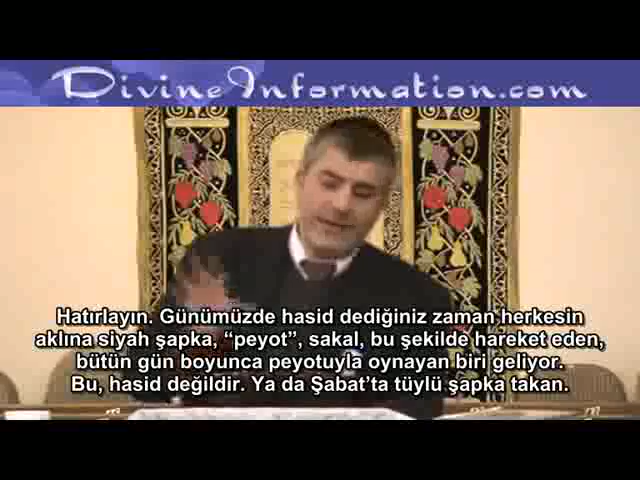 DivineInformation.com
Hatırlayın. Günümüzde hasid dediğiniz zaman herkesin
aklına siyah şapka, “peyot”, sakal, bu şekilde hareket eden,
bütün gün boyunca peyotuyla oynayan biri geliyor.
Bu, hasid değildir. Ya da Şabat’ta tüylü şapka takan.